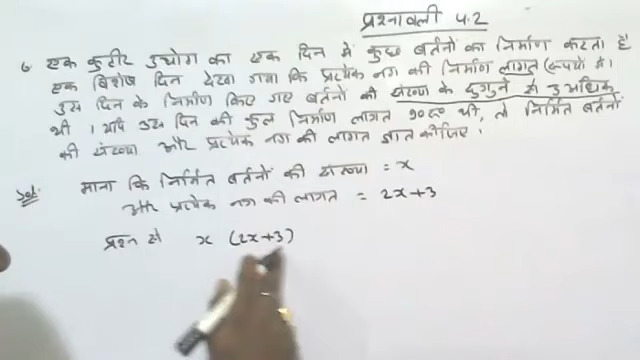 प्रश्नावली 4.2
6. एक कुटीर उद्योग का एक दिन में कुछ बर्तनों का निर्माण करता है
एक विशेष दिन देखा गया कि प्रत्येक नग की निर्माण लागत (रूपयों में)
उस दिन के निर्माण किए गए बर्तनों की संख्या के दुगुने से 3 अधिक
थी । यदि उस दिन की कुल निर्माण लागत ₹90 थी, तो निर्मित बर्तनों
की संख्या और प्रत्येक नग की लागत ज्ञात कीजिए ।
Sol. माना कि निर्मित बर्तनों की संख्या = x
और प्रत्येक नग की लागत = 2x+3
प्रश्न से x (2x+3)